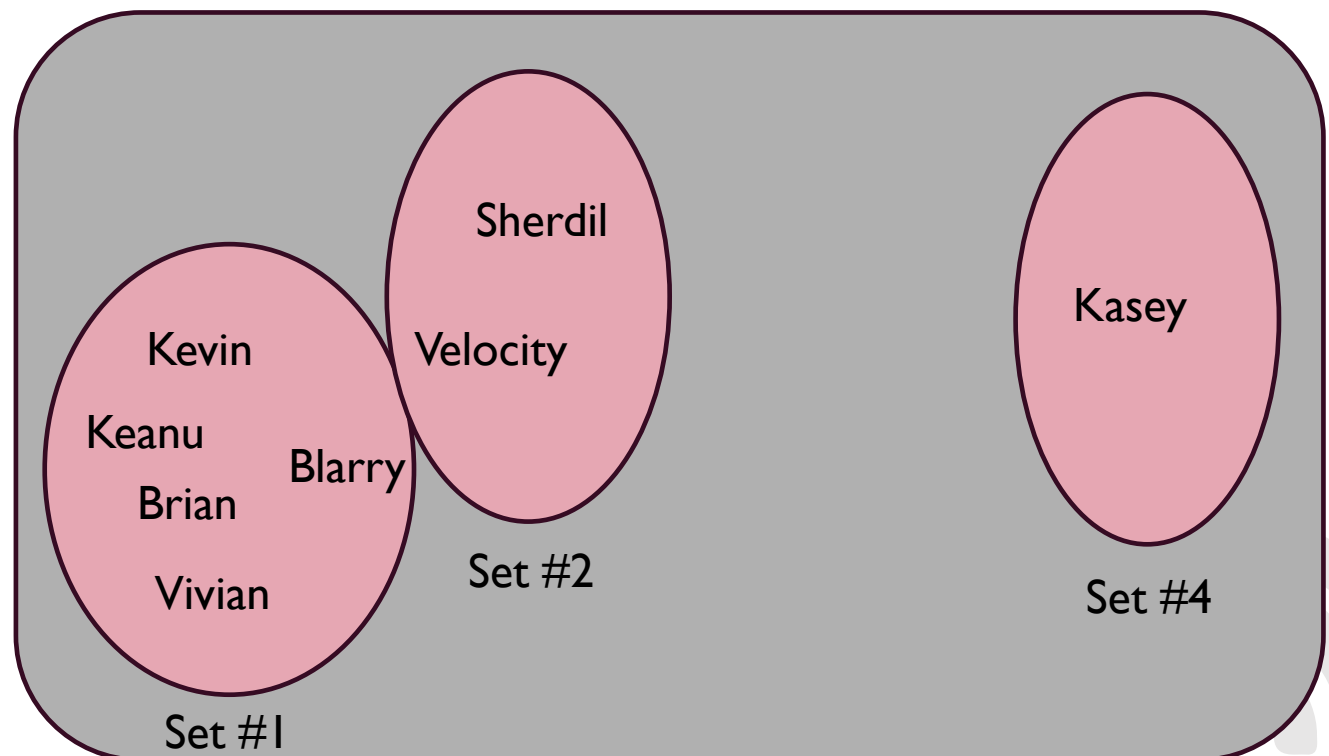 Sherdil
Velocity
Set #2
Kevin
Keanu
Blarry
Brian
Vivian
Set #1
Kasey
Set #4